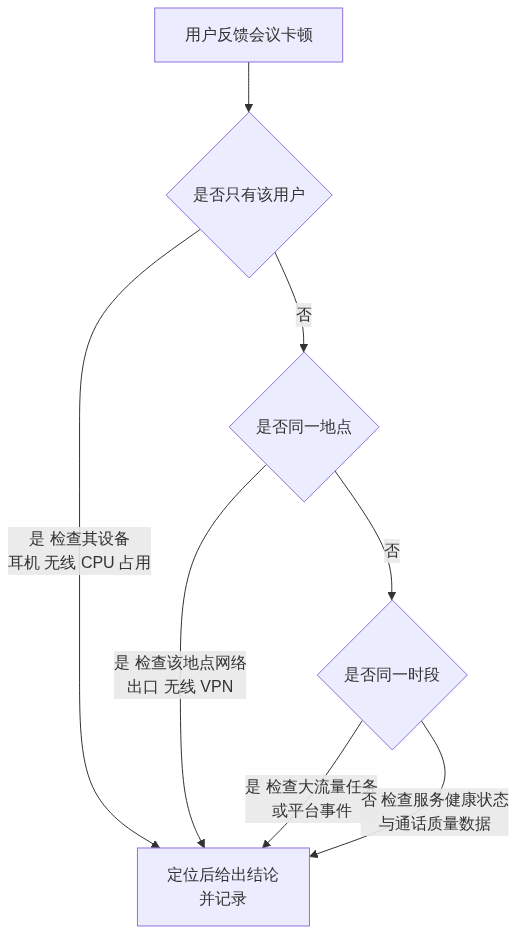 用户反馈会议卡顿
是否只有该用户
否
是否同一地点
是 检查其设备
耳机 无线 CPU 占用
否
是 检查该地点网络
出口 无线 VPN
是否同一时段
是 检查大流量任务
或平台事件
否 检查服务健康状态
与通话质量数据
定位后给出结论
并记录